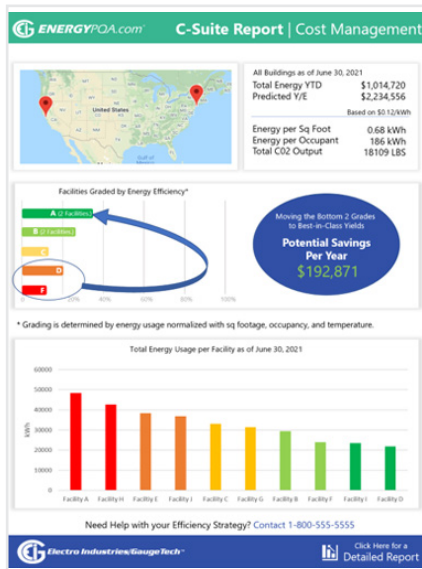 ENERGYPQA.com®
C-Suite Report | Cost Management
United States
Gulf of
All Buildings as of June 30, 2021
Total Energy YTD $1,014,720
Predicted Y/E $2,234,556
Based on $0.12/kWh
Energy per Sq Foot 0.68 kWh
Energy per Occupant 186 kWh
Total C02 Output 18109 LBS
Facilities Graded by Energy Efficiency*
A (2 Facilities)
B (2 Facilities)
C
D
F
0% 20% 40% 60% 80% 100%
Moving the Bottom 2 Grades
to Best-in-Class Yields
Potential Savings
Per Year
$192,871
* Grading is determined by energy usage normalized with sq footage, occupancy, and temperature.
Total Energy Usage per Facility as of June 30, 2021
60000
50000
40000
30000
20000
10000
0
kWh
Facility A Facility H Facility E Facility J Facility C Facility G Facility B Facility F Facility I Facility D
Need Help with your Efficiency Strategy? Contact 1-800-555-5555
Electro Industries/GaugeTech™
Click Here for a
Detailed Report